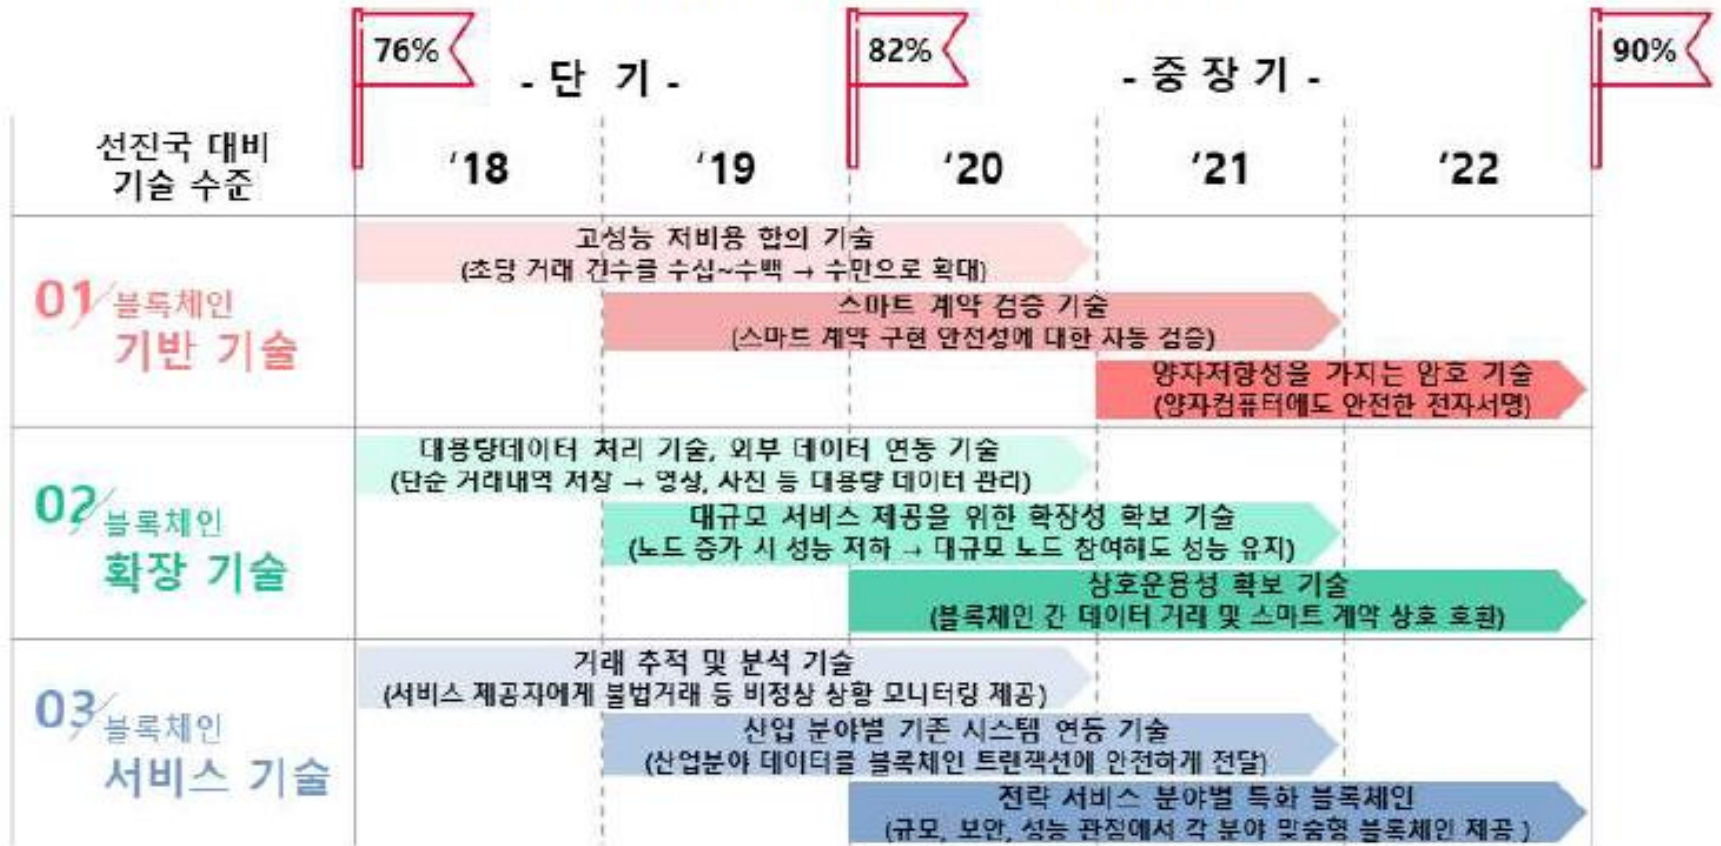 76%
- 단 기 -
82%
- 중 장 기 -
90%
선진국 대비
기술 수준
'18
'19
'20
'21
'22
01 블록체인
기반 기술
고성능 저비용 합의 기술
(초당 거래 건수를 수십~수백 → 수만으로 확대)
스마트 계약 검증 기술
(스마트 계약 구현 안전성에 대한 자동 검증)
양자저항성을 가지는 암호 기술
(양자컴퓨터에도 안전한 전자서명)
02 블록체인
확장 기술
대용량데이터 처리 기술, 외부 데이터 연동 기술
(단순 거래내역 저장 → 영상, 사진 등 대용량 데이터 관리)
대규모 서비스 제공을 위한 확장성 확보 기술
(노드 증가 시 성능 저하 → 대규모 노드 참여해도 성능 유지)
상호운용성 확보 기술
(블록체인 간 데이터 거래 및 스마트 계약 상호 호환)
03 블록체인
서비스 기술
거래 추적 및 분석 기술
(서비스 제공자에게 불법거래 등 비정상 상황 모니터링 제공)
산업 분야별 기존 시스템 연동 기술
(산업분야 데이터를 블록체인 트랜잭션에 안전하게 전달)
전략 서비스 분야별 특화 블록체인
(규모, 보안, 성능 관점에서 각 분야 맞춤형 블록체인 제공 )